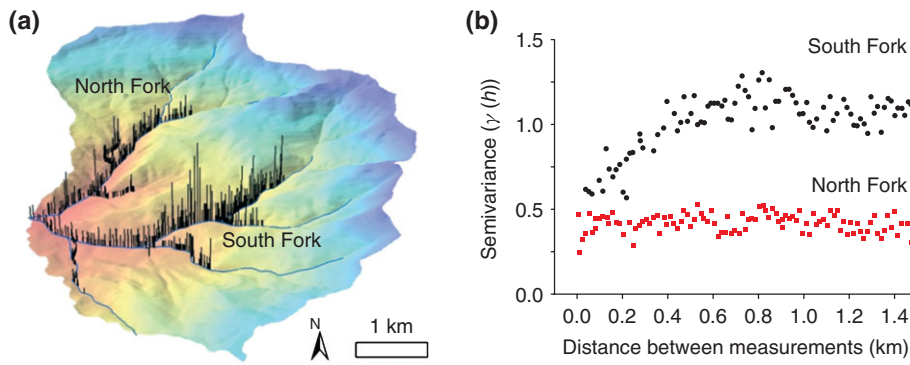 (a)
North Fork
South Fork
N
1 km
(b)
Semivariance (γ (h))
1.5
1.0
0.5
0.0
South Fork
North Fork
0.0 0.2 0.4 0.6 0.8 1.0 1.2 1.4
Distance between measurements (km)